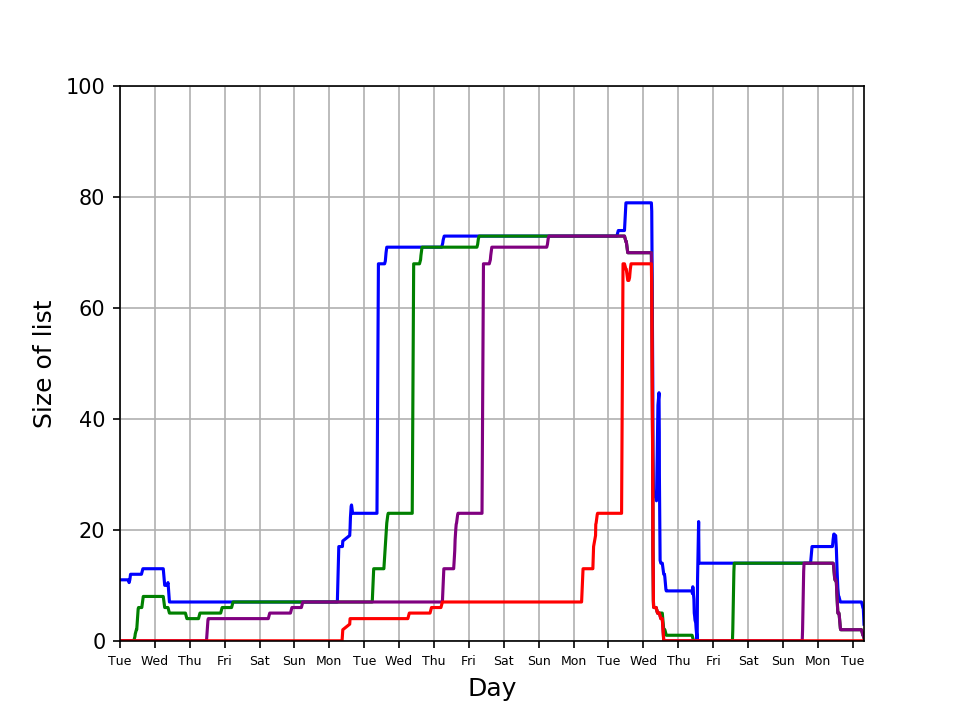 100
80
60
40
20
0
Size of list
Tue Wed Thu Fri Sat Sun Mon Tue Wed Thu Fri Sat Sun Mon Tue Wed Thu Fri Sat Sun Mon Tue
Day